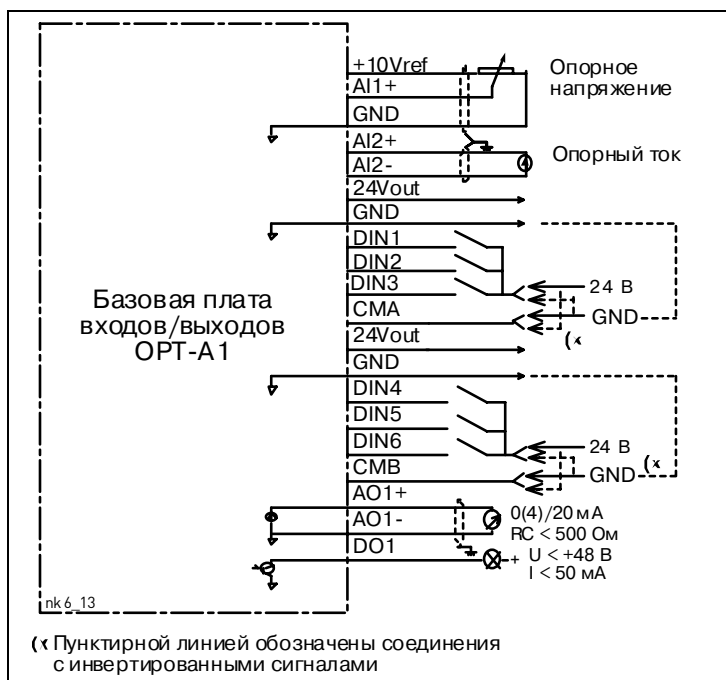 +10Vref
AI1+
GND
AI2+
AI2-
24Vout
GND
DIN1
DIN2
DIN3
CMA
24Vout
GND
DIN4
DIN5
DIN6
CMB
AO1+
AO1-
DO1
Опорное
напряжение
Опорный ток
24 В
GND
(x
24 В
GND (x
0(4)/20 мА
RC < 500 Ом
+ U < +48 В
I < 50 мА
Базовая плата
входов/выходов
OPT-A1
nk6_13
(x Пунктирной линией обозначены соединения
с инвертированными сигналами